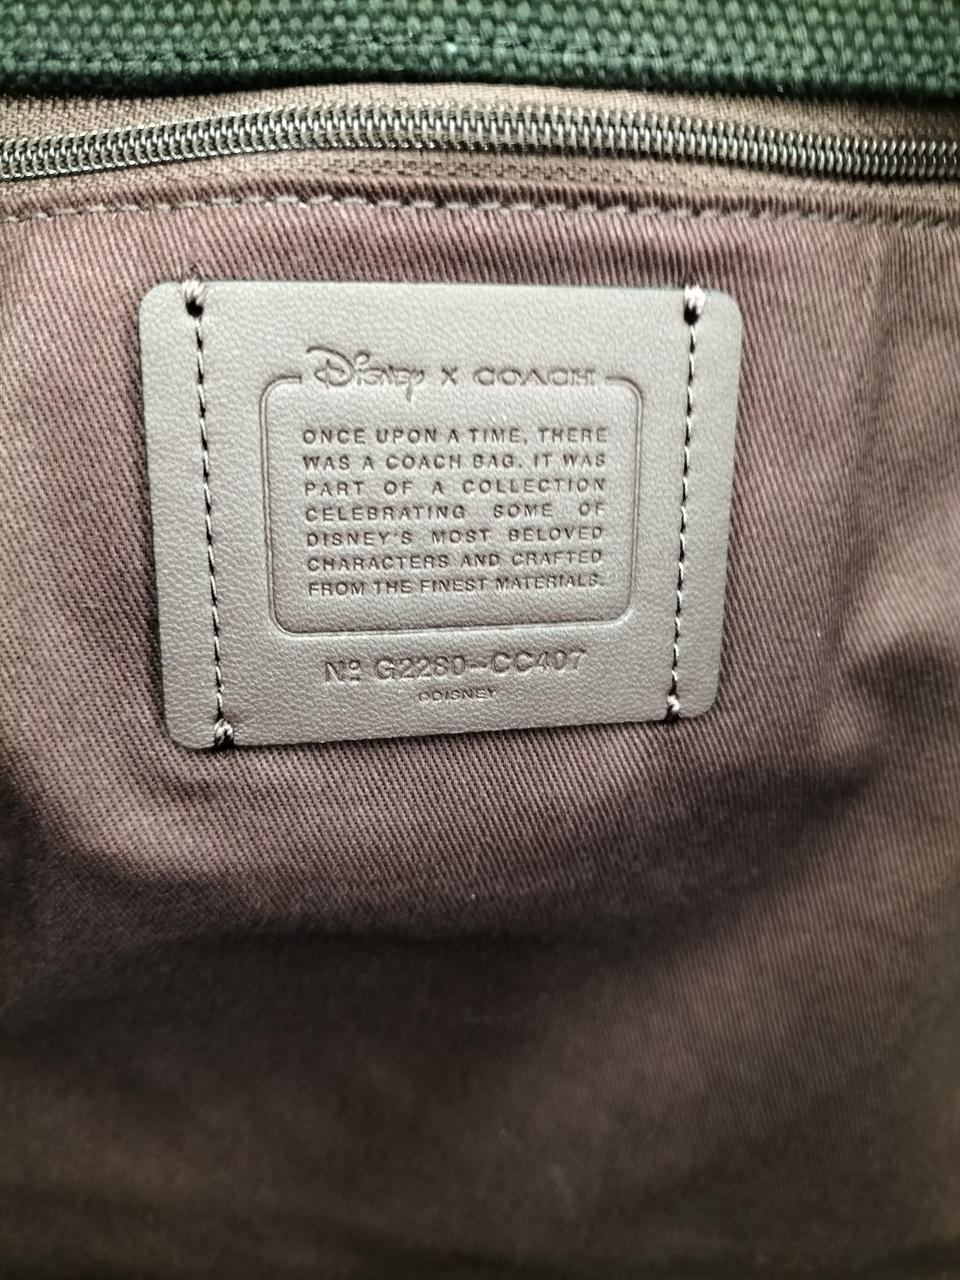 Disney X COACH
ONCE UPON A TIME, THERE
WAS A COACH BAG. IT WAS
PART OF A COLLECTION
CELEBRATING SOME OF
DISNEY'S MOST BELOVED
CHARACTERS AND CRAFTED
FROM THE FINEST MATERIALS.
Nº G2280-CC407
©DISNEY